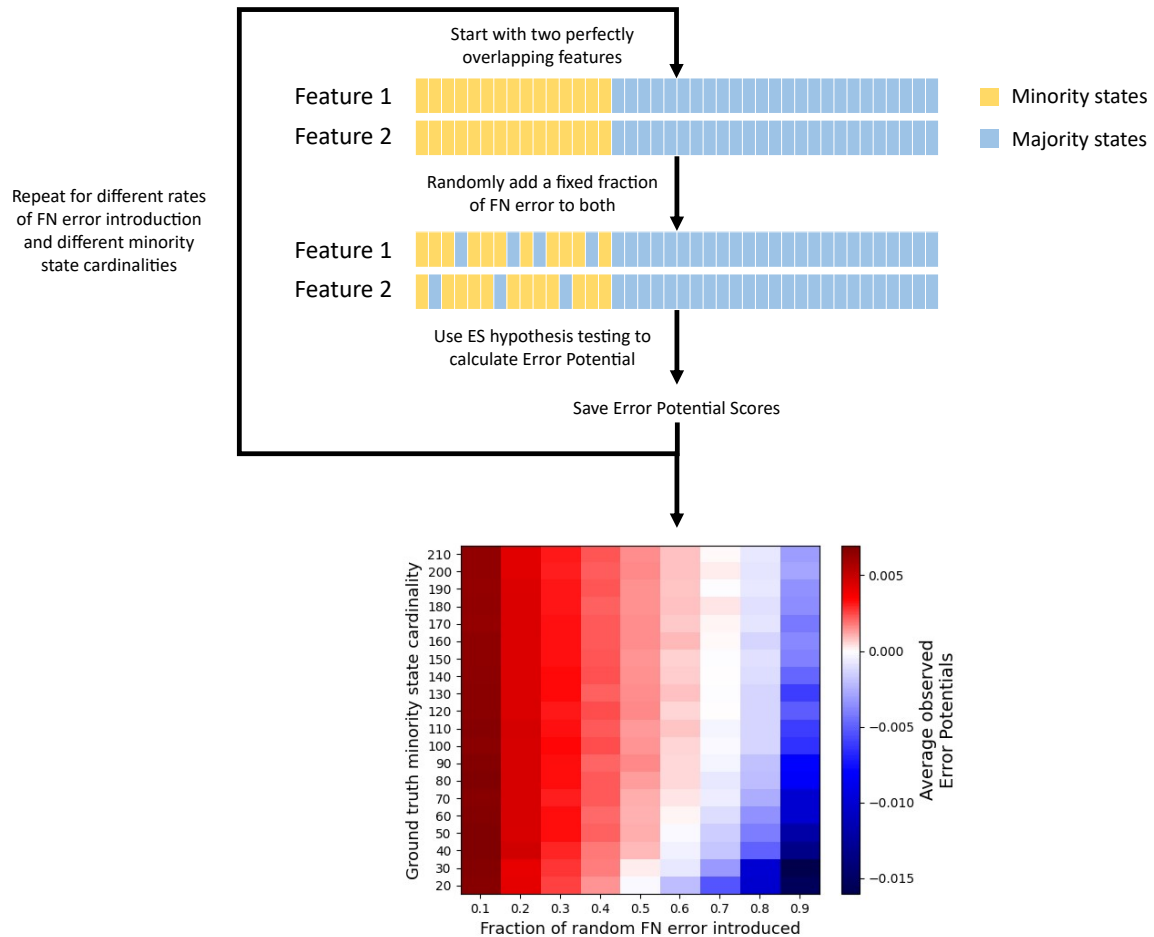 Start with two perfectly
overlapping features
Feature 1
Feature 2
Minority states
Majority states
Randomly add a fixed fraction
of FN error to both
Repeat for different rates
of FN error introduction
and different minority
state cardinalities
Feature 1
Feature 2
Use ES hypothesis testing to
calculate Error Potential
Save Error Potential Scores
Ground truth minority state cardinality
210
200
190
180
170
160
150
140
130
120
110
100
90
80
70
60
50
40
30
20
0.1 0.2 0.3 0.4 0.5 0.6 0.7 0.8 0.9
Fraction of random FN error introduced
0.005
0.000
−0.005
−0.010
−0.015
Average observed
Error Potentials